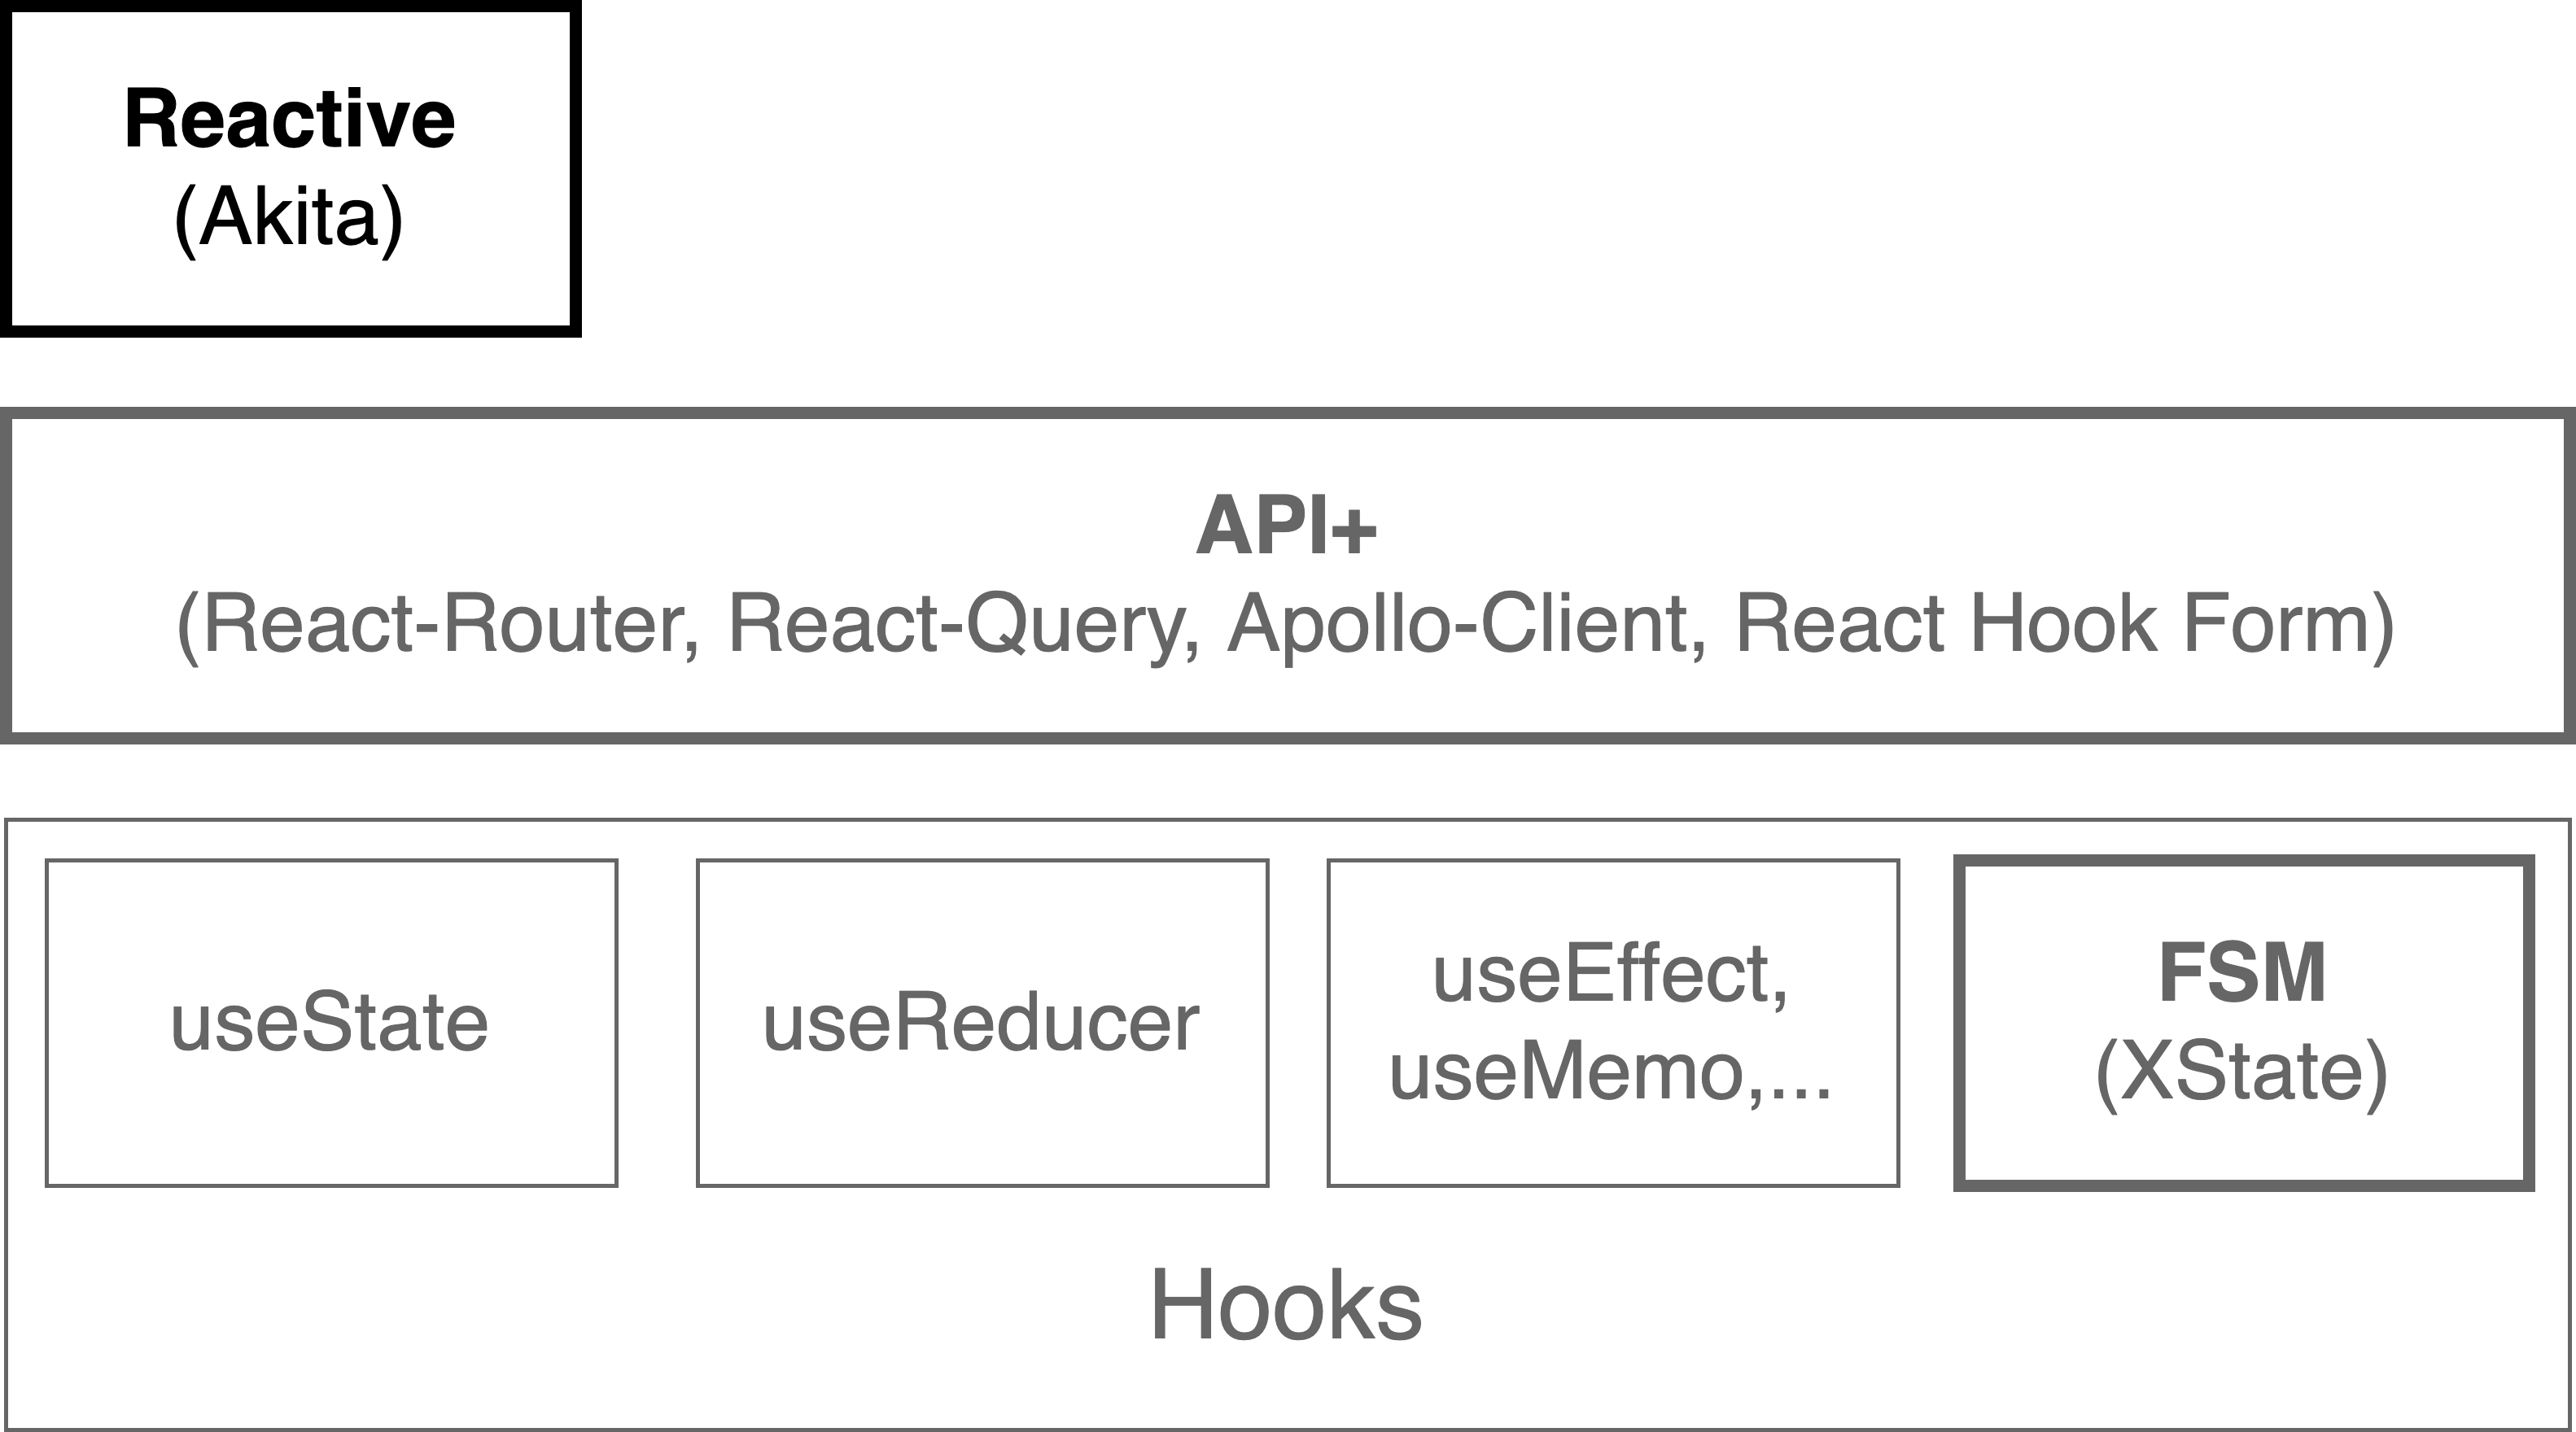 Reactive
(Akita)
API+
(React-Router, React-Query, Apollo-Client, React Hook Form)
useState
useReducer
useEffect,
useMemo,...
FSM
(XState)
Hooks